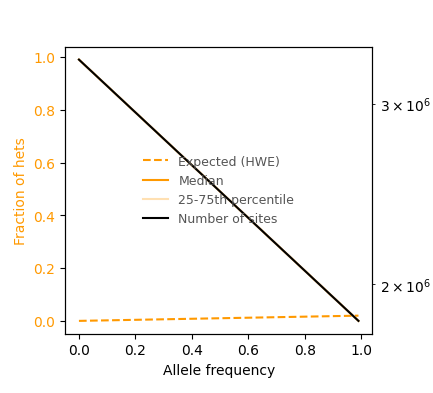 1.0
0.8
0.6
0.4
0.2
0.0
Fraction of hets
3 × 10⁶
2 × 10⁶
Expected (HWE)
Median
25-75th percentile
Number of sites
0.0 0.2 0.4 0.6 0.8 1.0
Allele frequency